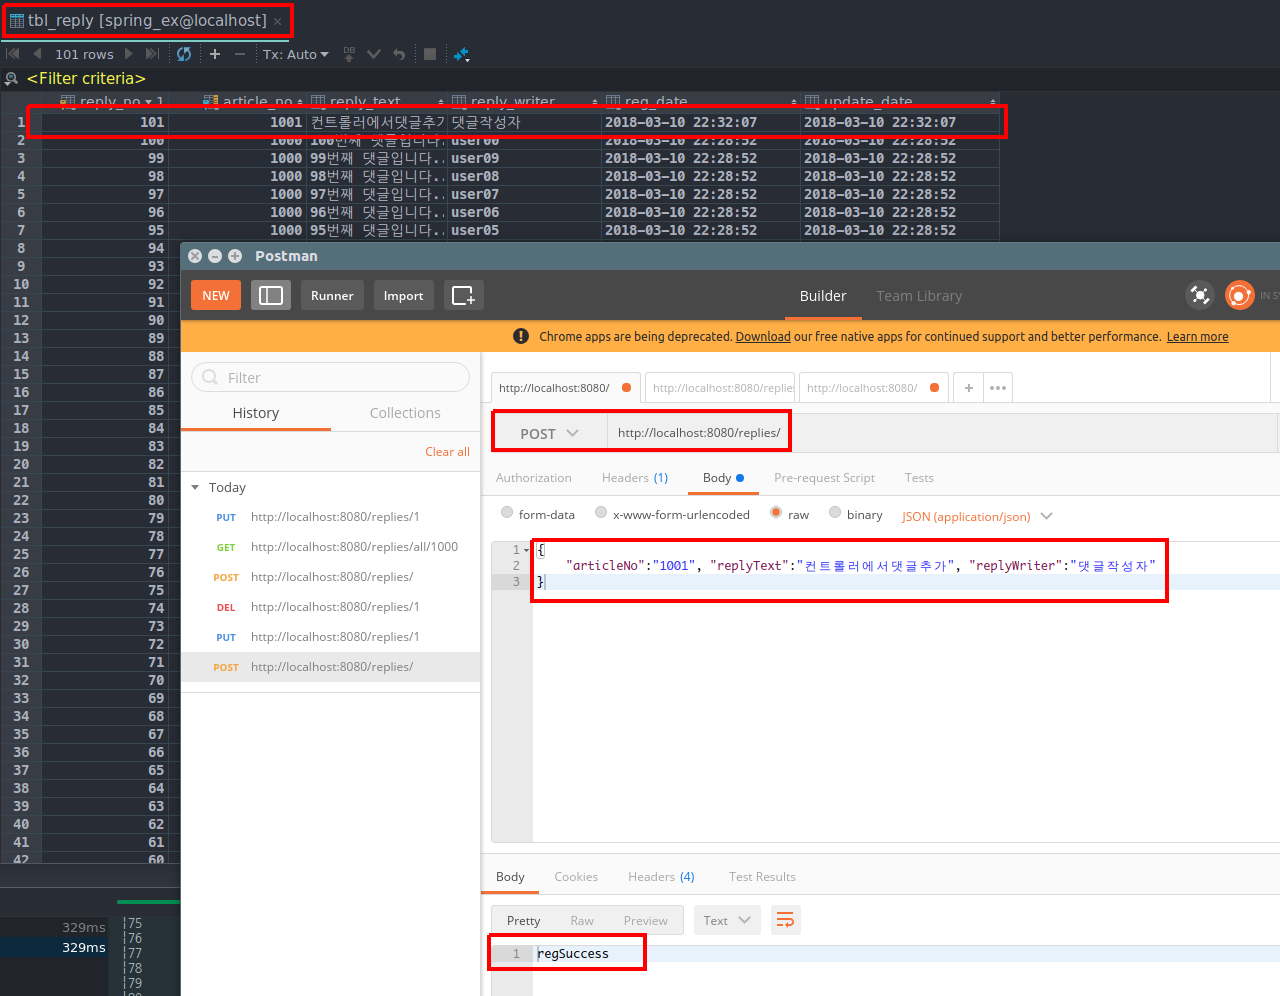 tbl_reply [spring_ex@localhost]
101 rows
Tx: Auto
DB
<Filter criteria>
reply_no 1 article_no reply_text reply_writer reg_date update_date
1 101 1001 컨트롤러에서댓글추가 댓글작성자 2018-03-10 22:32:07 2018-03-10 22:32:07
2 100 1000 100번째 댓글입니다.. user00 2018-03-10 22:28:52 2018-03-10 22:28:52
3 99 1000 99번째 댓글입니다.. user09 2018-03-10 22:28:52 2018-03-10 22:28:52
4 98 1000 98번째 댓글입니다.. user08 2018-03-10 22:28:52 2018-03-10 22:28:52
5 97 1000 97번째 댓글입니다.. user07 2018-03-10 22:28:52 2018-03-10 22:28:52
6 96 1000 96번째 댓글입니다.. user06 2018-03-10 22:28:52 2018-03-10 22:28:52
7 95 1000 95번째 댓글입니다.. user05 2018-03-10 22:28:52 2018-03-10 22:28:52
8 94
9 93
10 92
11 91
12 90
13 89
14 88
15 87
16 86
17 85
18 84
19 83
20 82
21 81
22 80
23 79
24 78
25 77
26 76
27 75
28 74
29 73
30 72
31 71
32 70
33 69
34 68
35 67
36 66
37 65
38 64
39 63
40 62
41 61
42 60
329ms
329ms
¦75
¦76
¦77
¦78
¦79
Postman
NEW
Runner
Import
Builder
Team Library
IN S
Chrome apps are being deprecated. Download our free native apps for continued support and better performance. Learn more
Filter
History Collections
Clear all
Today
PUT http://localhost:8080/replies/1
GET http://localhost:8080/replies/all/1000
POST http://localhost:8080/replies/
DEL http://localhost:8080/replies/1
PUT http://localhost:8080/replies/1
POST http://localhost:8080/replies/
http://localhost:8080/ http://localhost:8080/replies http://localhost:8080/ + •••
POST http://localhost:8080/replies/
Authorization Headers (1) Body Pre-request Script Tests
form-data x-www-form-urlencoded raw binary JSON (application/json)
1 {
2 "articleNo":"1001", "replyText":"컨트롤러에서댓글추가", "replyWriter":"댓글작성자"
3 }
Body Cookies Headers (4) Test Results
Pretty Raw Preview Text
1 regSuccess